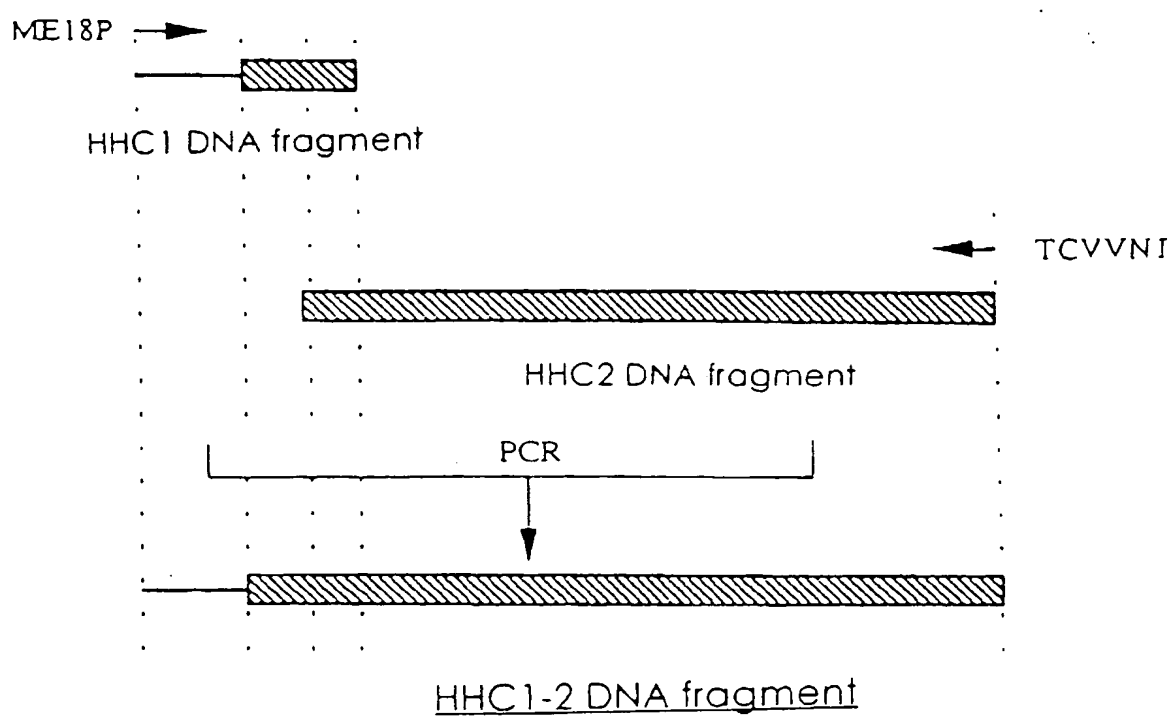 ME18P
HHC1 DNA fragment
TCVVNI
HHC2 DNA fragment
PCR
HHC1-2 DNA fragment